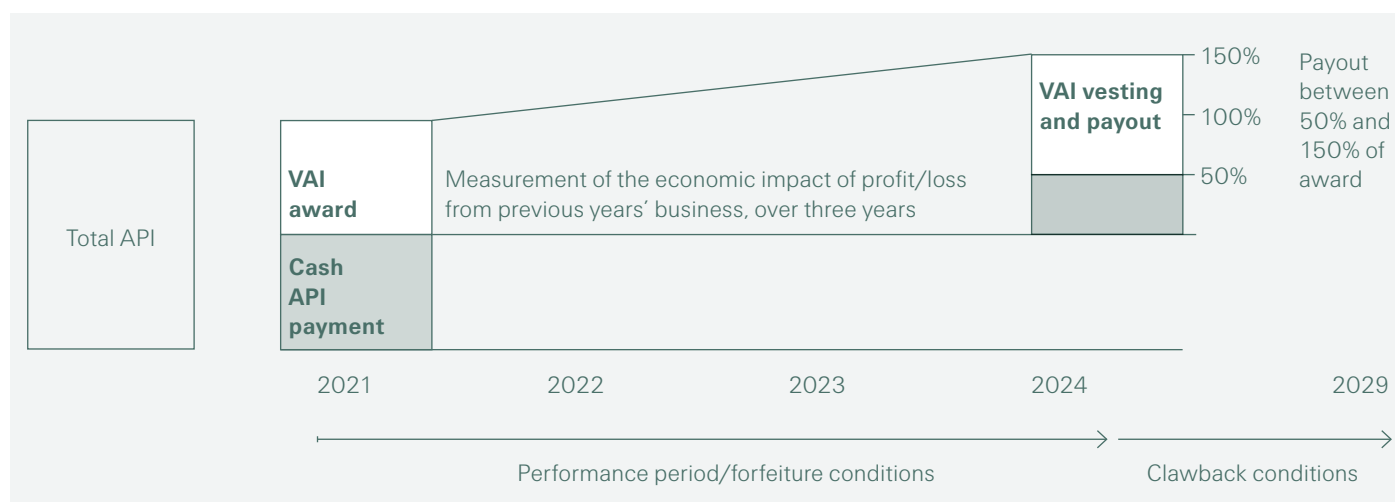 Total API
VAI
award
Cash
API
payment
Measurement of the economic impact of profit/loss
from previous years’ business, over three years
VAI vesting
and payout
150%
100%
50%
Payout
between
50% and
150% of
award
2021
2022
2023
2024
2029
Performance period/forfeiture conditions
Clawback conditions